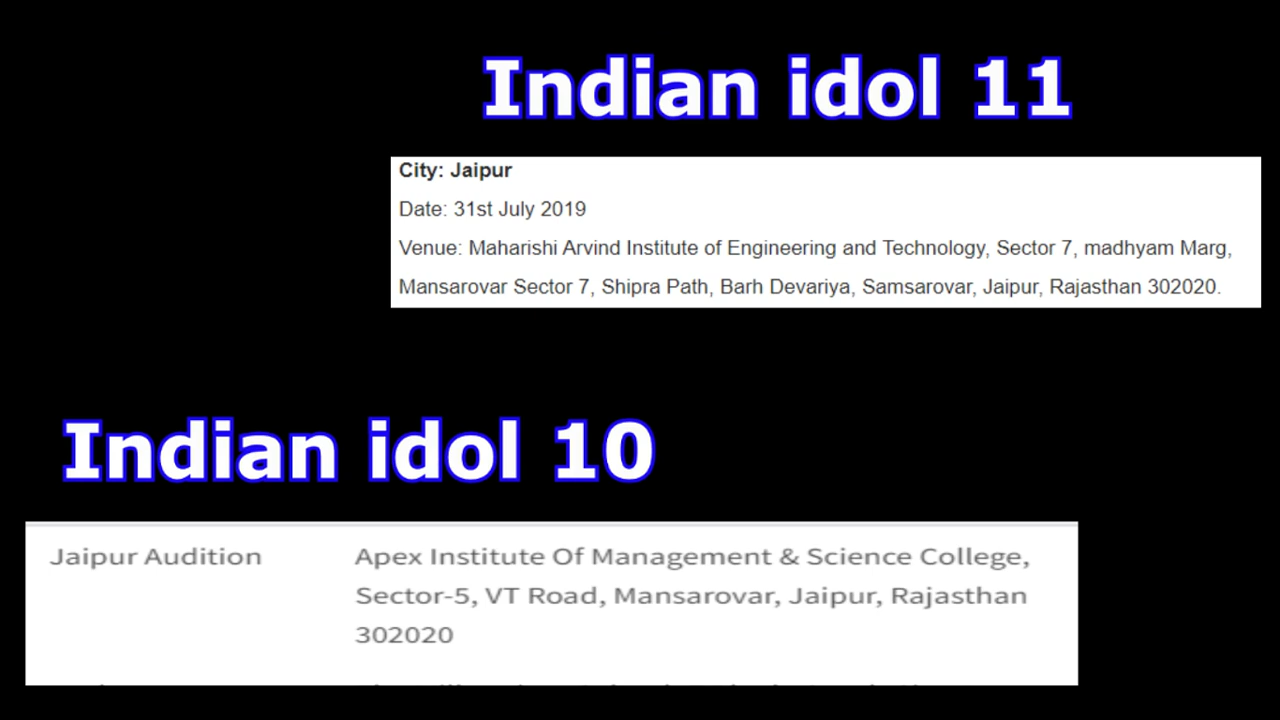 Indian idol 11
City: Jaipur
Date: 31st July 2019
Venue: Maharishi Arvind Institute of Engineering and Technology, Sector 7, madhyam Marg,
Mansarovar Sector 7, Shipra Path, Barh Devariya, Samsarovar, Jaipur, Rajasthan 302020.
Indian idol 10
Jaipur Audition
Apex Institute Of Management & Science College,
Sector-5, VT Road, Mansarovar, Jaipur, Rajasthan
302020